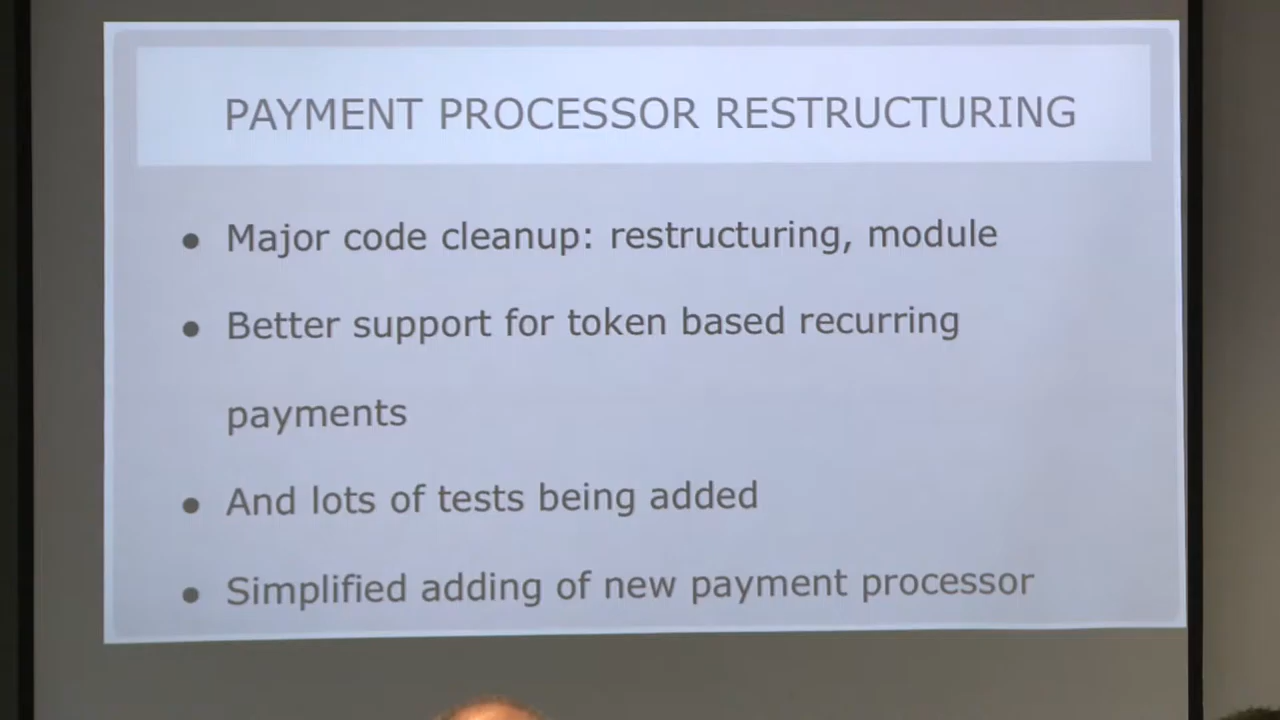 PAYMENT PROCESSOR RESTRUCTURING
● Major code cleanup: restructuring, module
● Better support for token based recurring
payments
● And lots of tests being added
● Simplified adding of new payment processor